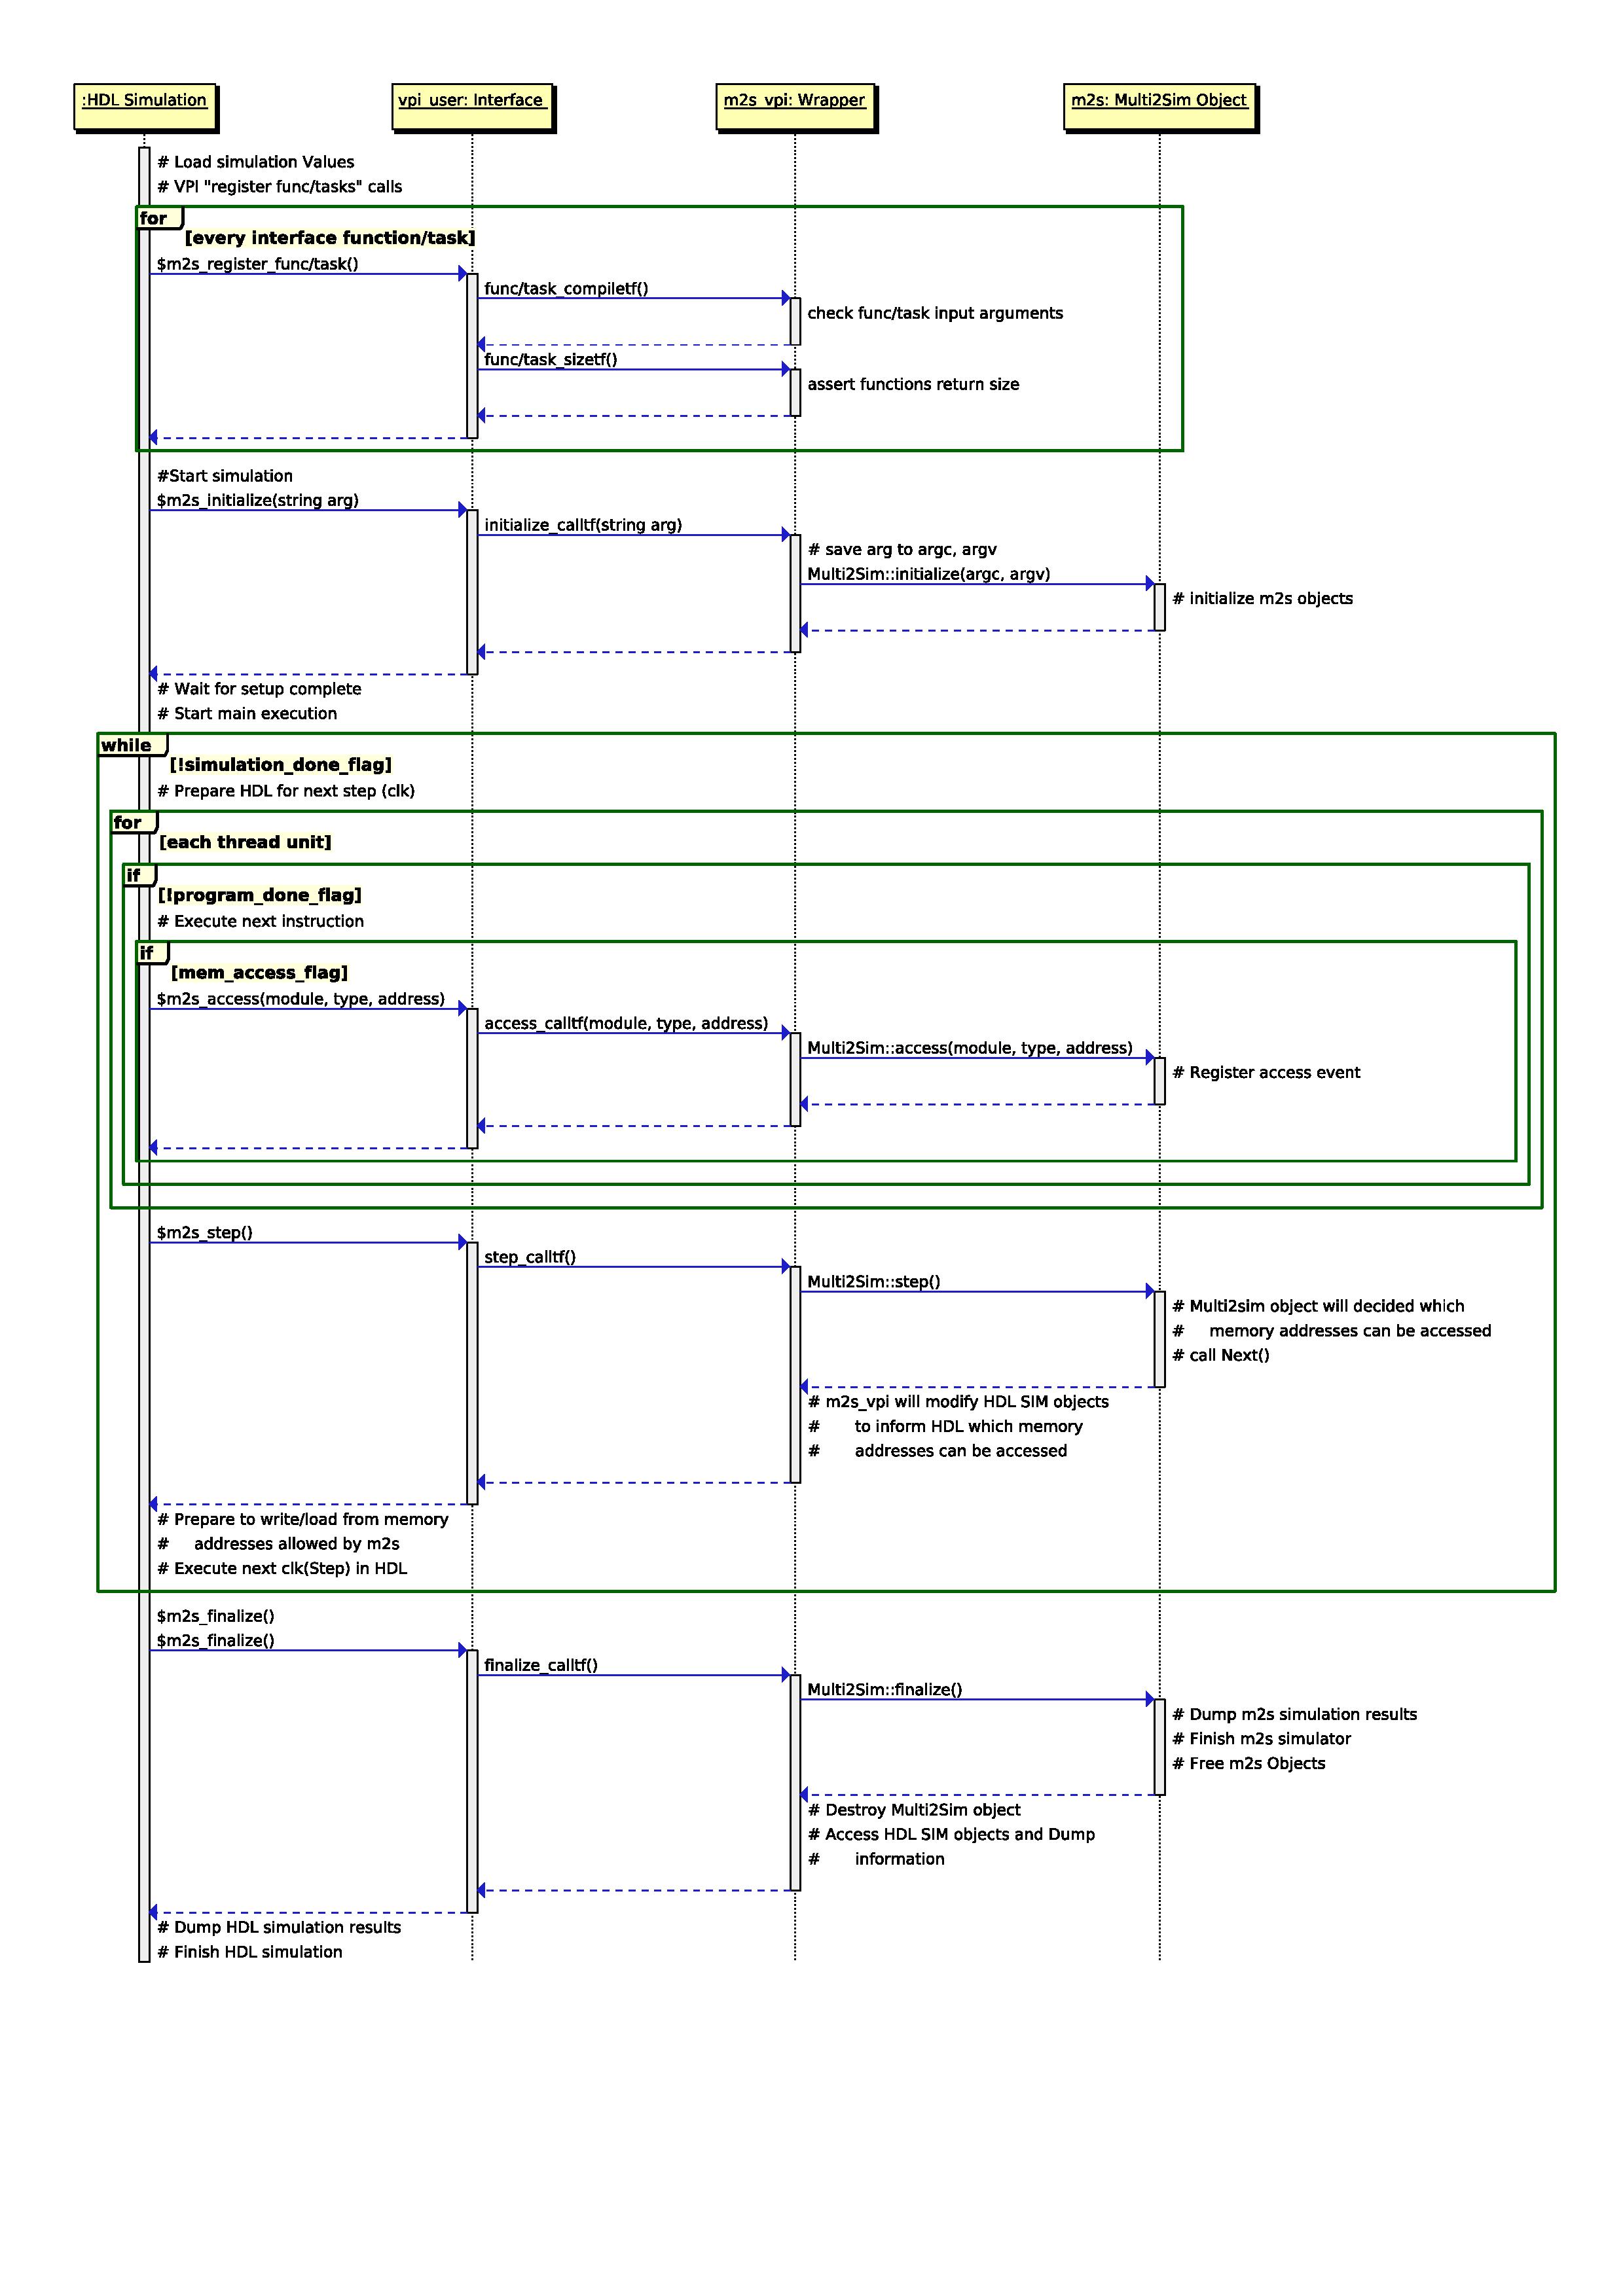 :HDL Simulation
vpi_user: Interface
m2s_vpi: Wrapper
m2s: Multi2Sim Object
# Load simulation Values
# VPI "register func/tasks" calls
for
[every interface function/task]
$m2s_register_func/task()
func/task_compiletf()
check func/task input arguments
func/task_sizetf()
assert functions return size
#Start simulation
$m2s_initialize(string arg)
initialize_calltf(string arg)
# save arg to argc, argv
Multi2Sim::initialize(argc, argv)
# initialize m2s objects
# Wait for setup complete
# Start main execution
while
[!simulation_done_flag]
# Prepare HDL for next step (clk)
for
[each thread unit]
if
[!program_done_flag]
# Execute next instruction
if
[mem_access_flag]
$m2s_access(module, type, address)
access_calltf(module, type, address)
Multi2Sim::access(module, type, address)
# Register access event
$m2s_step()
step_calltf()
Multi2Sim::step()
# Multi2sim object will decided which
# memory addresses can be accessed
# call Next()
# m2s_vpi will modify HDL SIM objects
# to inform HDL which memory
# addresses can be accessed
# Prepare to write/load from memory
# addresses allowed by m2s
# Execute next clk(Step) in HDL
$m2s_finalize()
$m2s_finalize()
finalize_calltf()
Multi2Sim::finalize()
# Dump m2s simulation results
# Finish m2s simulator
# Free m2s Objects
# Destroy Multi2Sim object
# Access HDL SIM objects and Dump
# information
# Dump HDL simulation results
# Finish HDL simulation